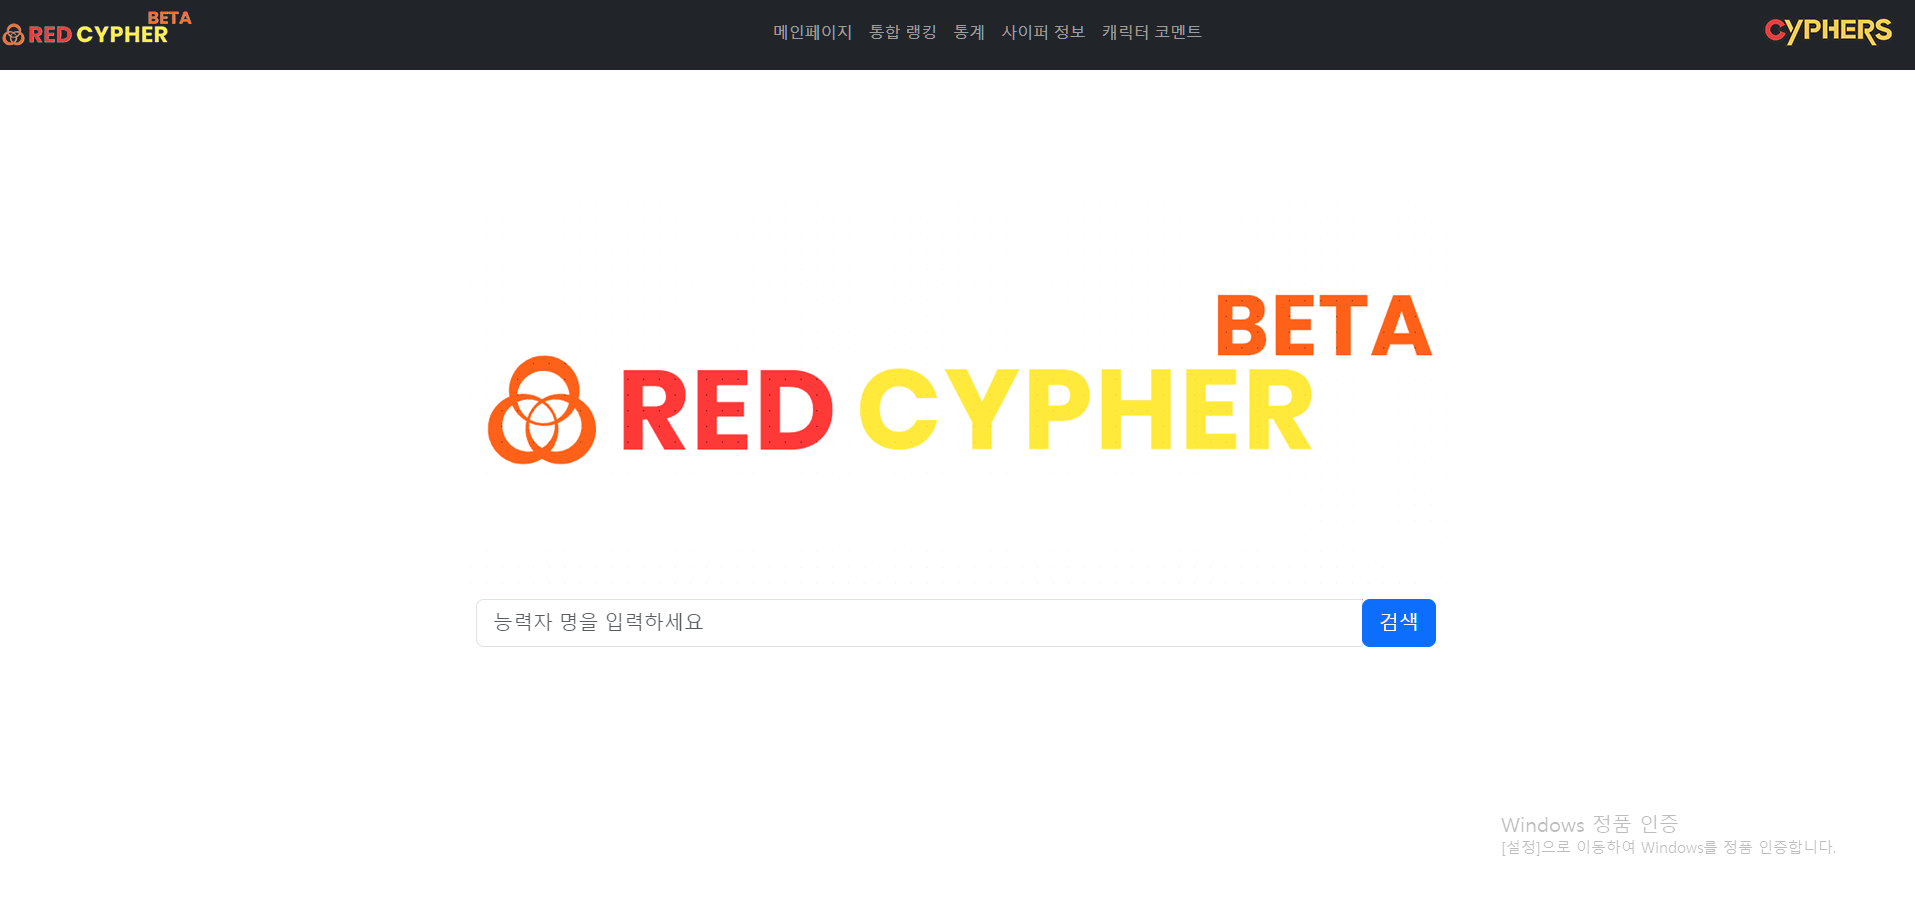 BETA
RED CYPHER
메인페이지 통합 랭킹 통계 사이퍼 정보 캐릭터 코멘트
CYPHERS
BETA
RED CYPHER
능력자 명을 입력하세요 검색
Windows 정품 인증
[설정]으로 이동하여 Windows를 정품 인증합니다.